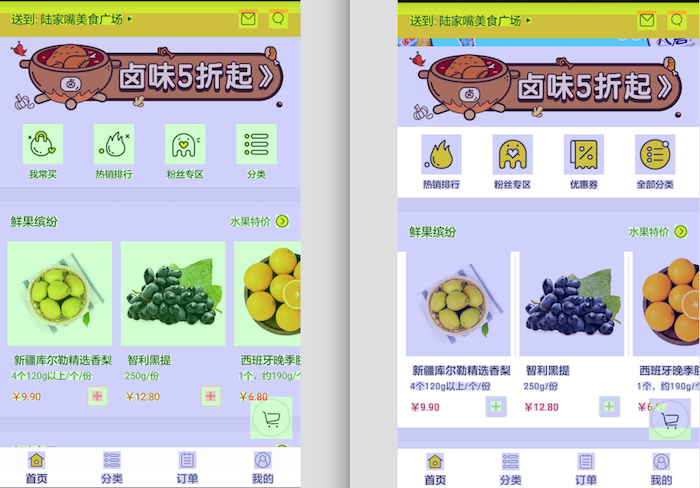 送到: 陆家嘴美食广场
卤味5折起》
我常买
热销排行
粉丝专区
分类
鲜果缤纷
水果特价
新疆库尔勒精选香梨
4个120g以上/个/份
¥9.90
智利黑提
250g/份
¥12.80
西班牙晚季脐
1个，约190g/个
¥6.80
首页
分类
订单
我的
送到: 陆家嘴美食广场
卤味5折起》
热销排行
粉丝专区
优惠券
全部分类
鲜果缤纷
水果特价
新疆库尔勒精选香梨
4个120g以上/个/份
¥9.90
智利黑提
250g/份
¥12.80
西班牙晚季脐
1个，约190g/
¥6.
首页
分类
订单
我的